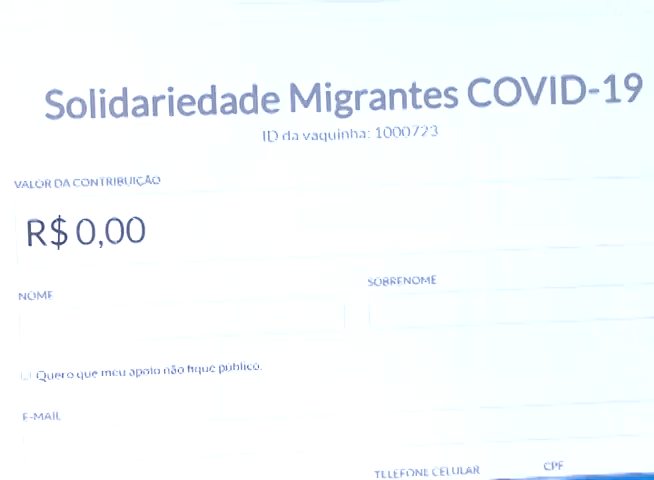 Solidariedade Migrantes COVID-19
ID da vaquinha: 1000723
VALOR DA CONTRIBUIÇÃO
R$ 0,00
NOME
SOBRENOME
Quero que meu apoio não fique público.
E-MAIL
TELEFONE CELULAR
CPF